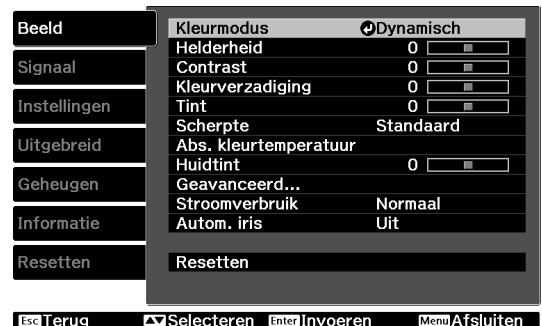 Beeld
Signaal
Instellingen
Uitgebreid
Geheugen
Informatie
Resetten
Kleurmodus Dynamisch
Helderheid 0
Contrast 0
Kleurverzadiging 0
Tint 0
Scherpte Standaard
Abs. kleurtemperatuur
Huidtint 0
Geavanceerd...
Stroomverbruik Normaal
Autom. iris Uit
Resetten
Esc Terug Selecteren Enter Invoeren Menu Afsluiten